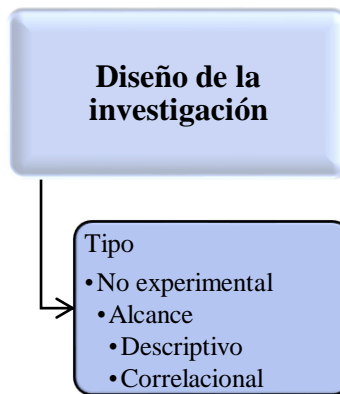 Diseño de la
investigación
Tipo
•No experimental
•Alcance
•Descriptivo
•Correlacional